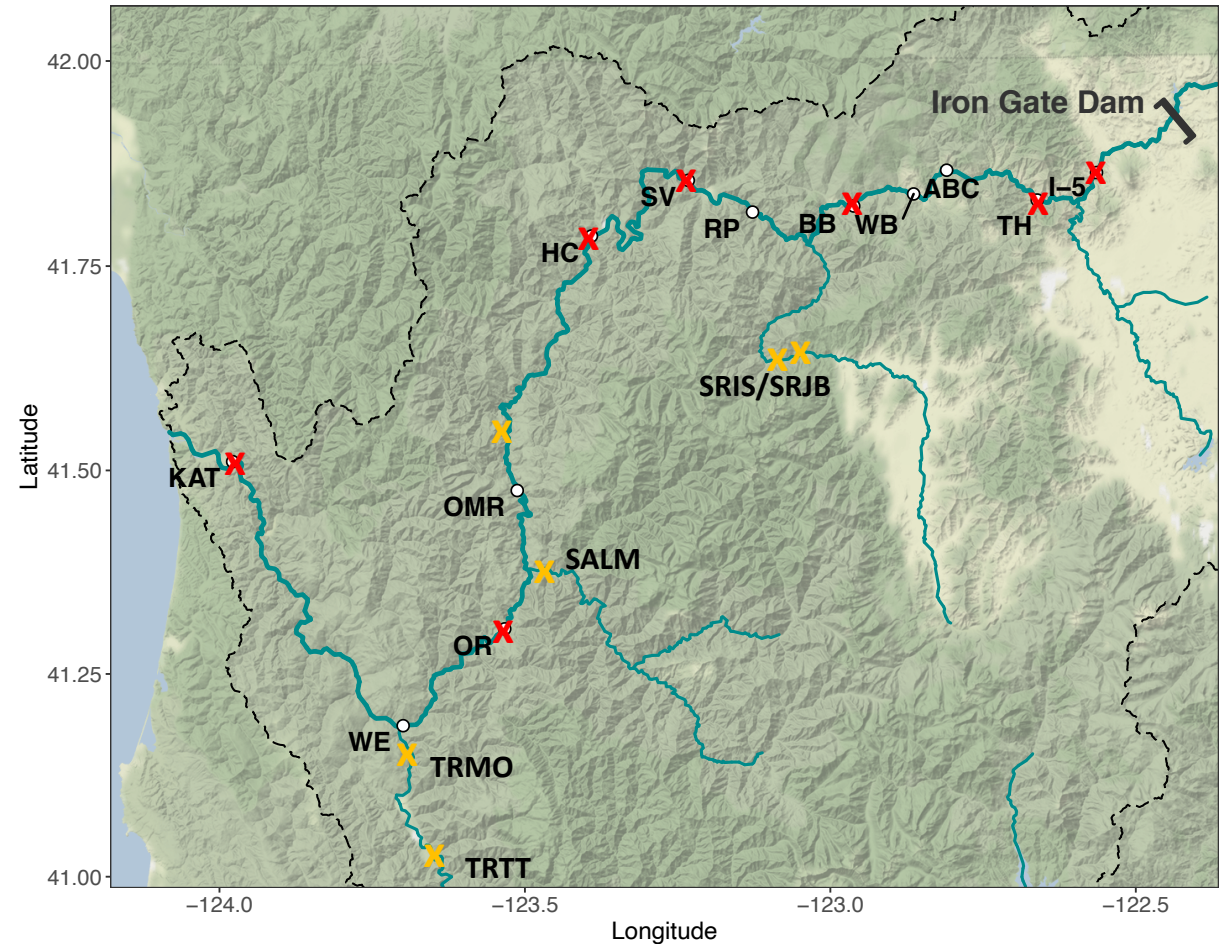 42.00
Iron Gate Dam
I−5
ABC
SV
TH
BB
WB
RP
HC
41.75
SRIS/SRJB
Latitude
41.50
KAT
OMR
SALM
OR
41.25
WE
TRMO
TRTT
41.00
−124.0
−123.5
−123.0
−122.5
Longitude